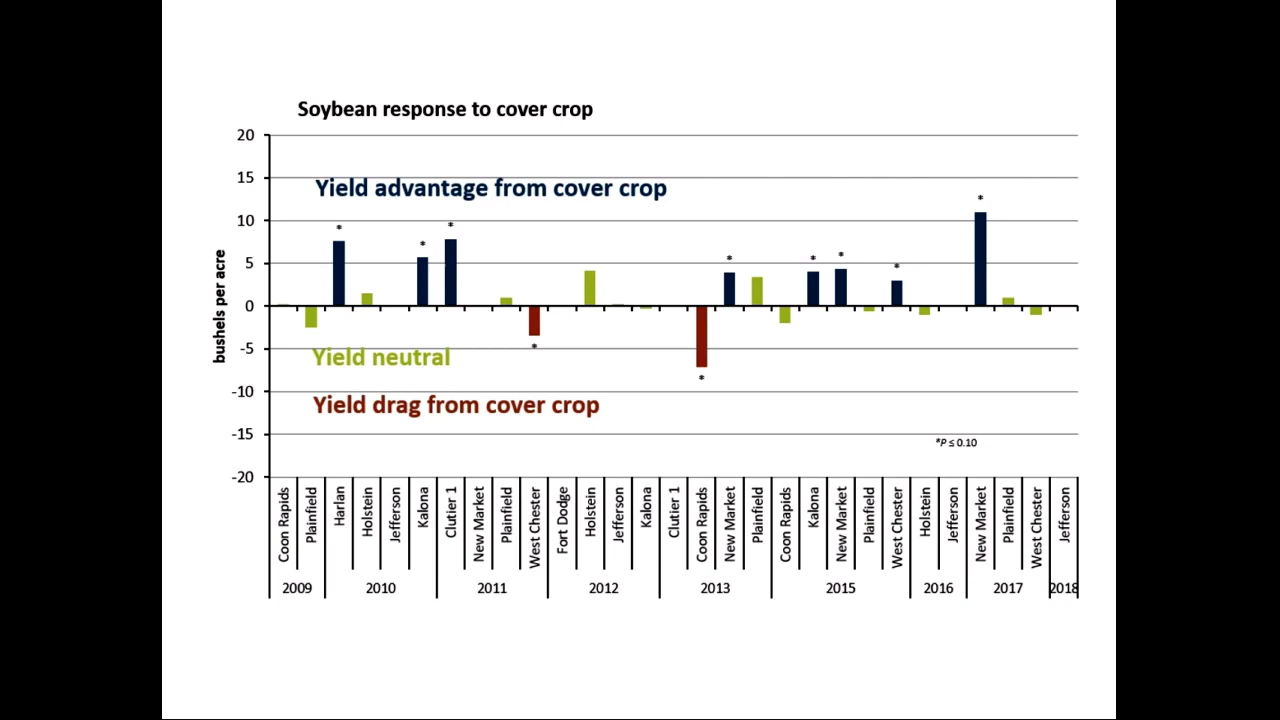 Soybean response to cover crop
20
15
10
5
0
-5
-10
-15
-20
bushels per acre
Yield advantage from cover crop
* * * * * * * * *
Yield neutral
* *
Yield drag from cover crop
*P ≤ 0.10
Coon Rapids
Plainfield
Harlan
Holstein
Jefferson
Kalona
Clutier 1
New Market
Plainfield
West Chester
Fort Dodge
Holstein
Jefferson
Kalona
Clutier 1
Coon Rapids
New Market
Plainfield
Coon Rapids
Kalona
New Market
Plainfield
West Chester
Holstein
Jefferson
New Market
Plainfield
West Chester
Jefferson
2009 2010 2011 2012 2013 2015 2016 2017 2018